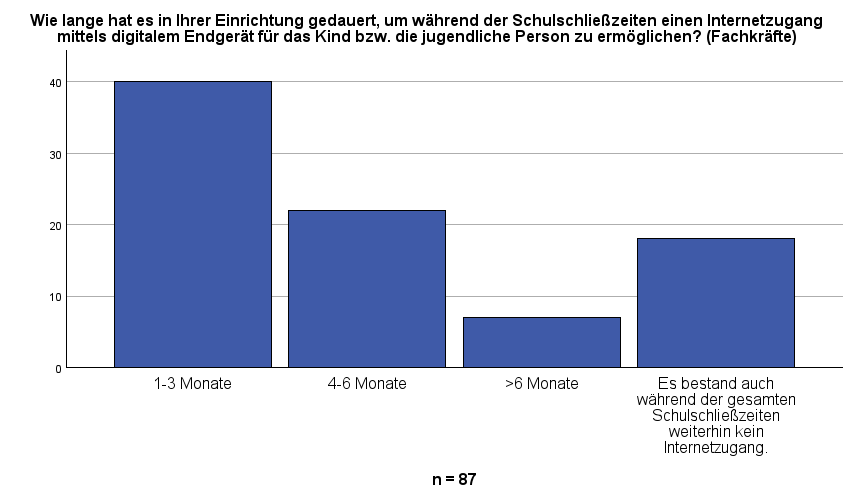 Wie lange hat es in Ihrer Einrichtung gedauert, um während der Schulschließzeiten einen Internetzugang
mittels digitalem Endgerät für das Kind bzw. die jugendliche Person zu ermöglichen? (Fachkräfte)
40
30
20
10
0
1-3 Monate
4-6 Monate
>6 Monate
Es bestand auch
während der gesamten
Schulschließzeiten
weiterhin kein
Internetzugang.
n = 87